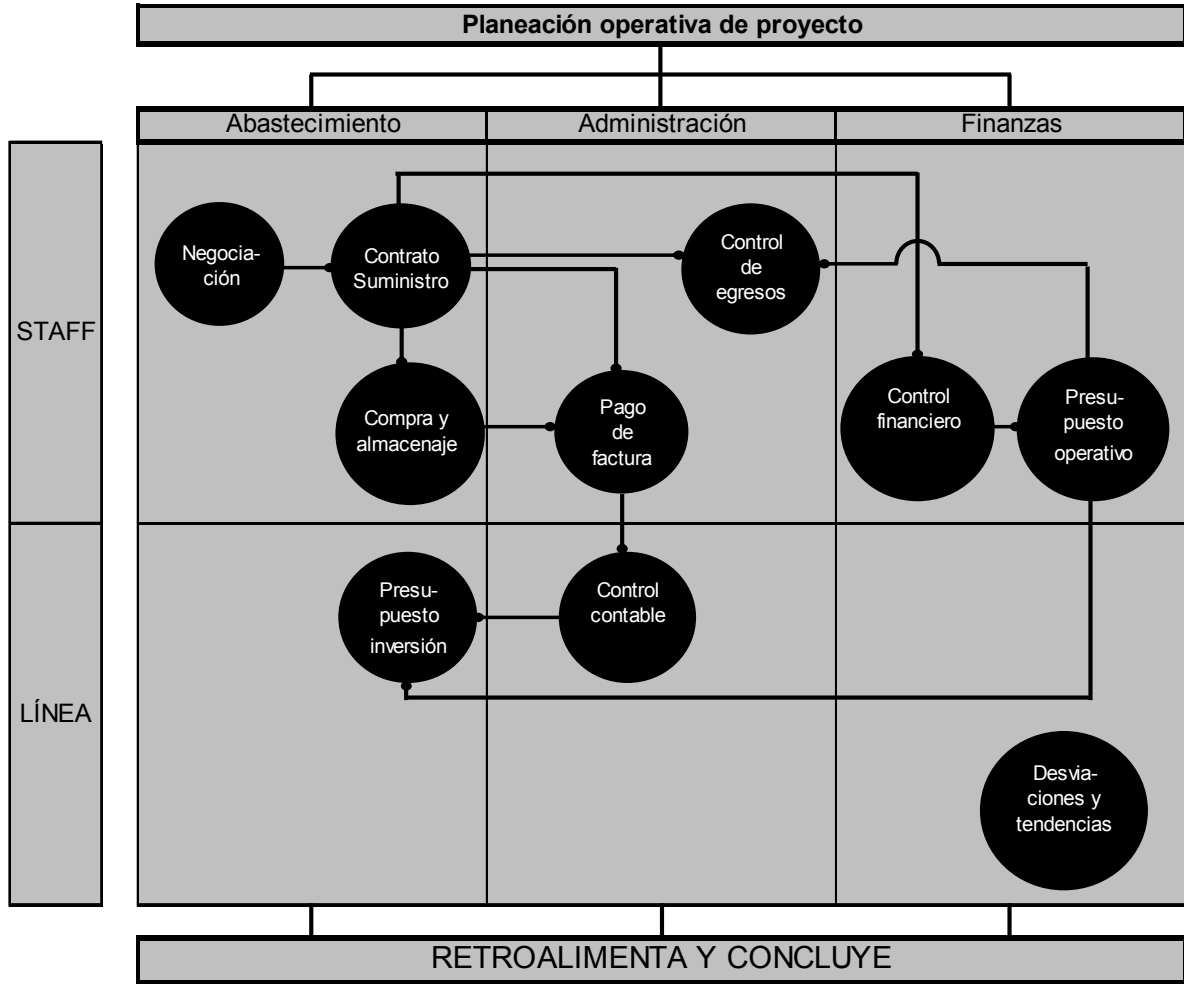 Planeación operativa de proyecto
Abastecimiento
Administración
Finanzas
STAFF
Negocia-
ción
Contrato
Suministro
Control
de
egresos
Compra y
almacenaje
Pago
de
factura
Control
financiero
Presu-
puesto
operativo
LÍNEA
Presu-
puesto
inversión
Control
contable
Desvia-
ciones y
tendencias
RETROALIMENTA Y CONCLUYE